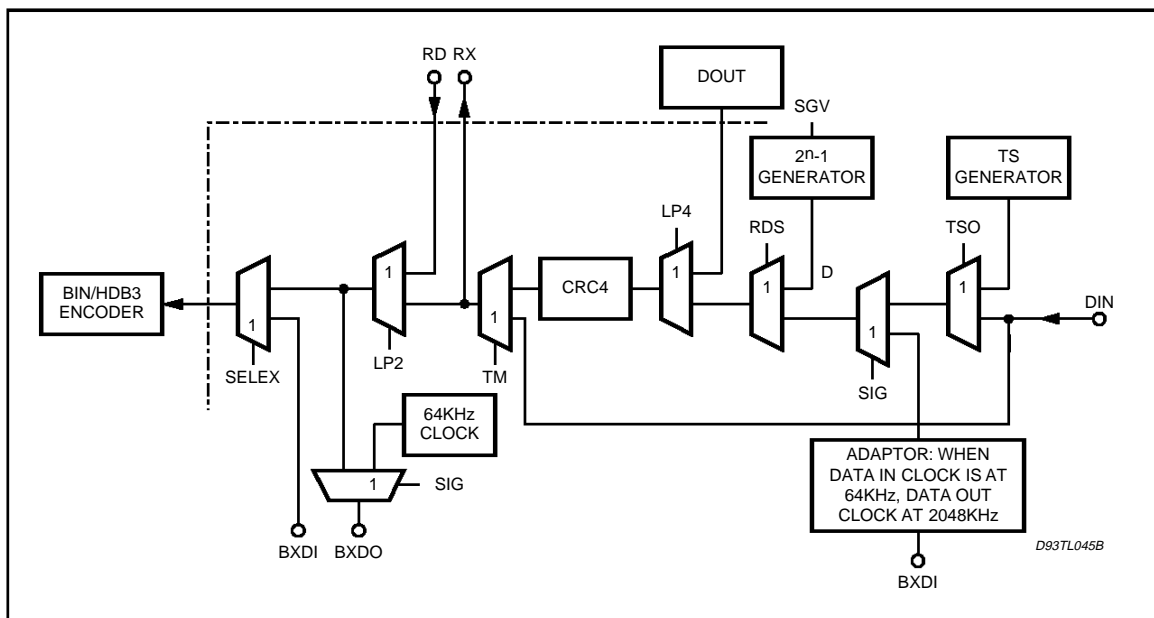 RD RX
DOUT
SGV
2n-1
GENERATOR
TS
GENERATOR
LP4
RDS
TSO
1
1
1
D
1
1
CRC4
DIN
BIN/HDB3
ENCODER
1
1
1
SELEX
LP2
TM
SIG
64KHz
CLOCK
ADAPTOR: WHEN
DATA IN CLOCK IS AT
64KHz, DATA OUT
CLOCK AT 2048KHz
1
SIG
BXDI
BXDO
D93TL045B
BXDI